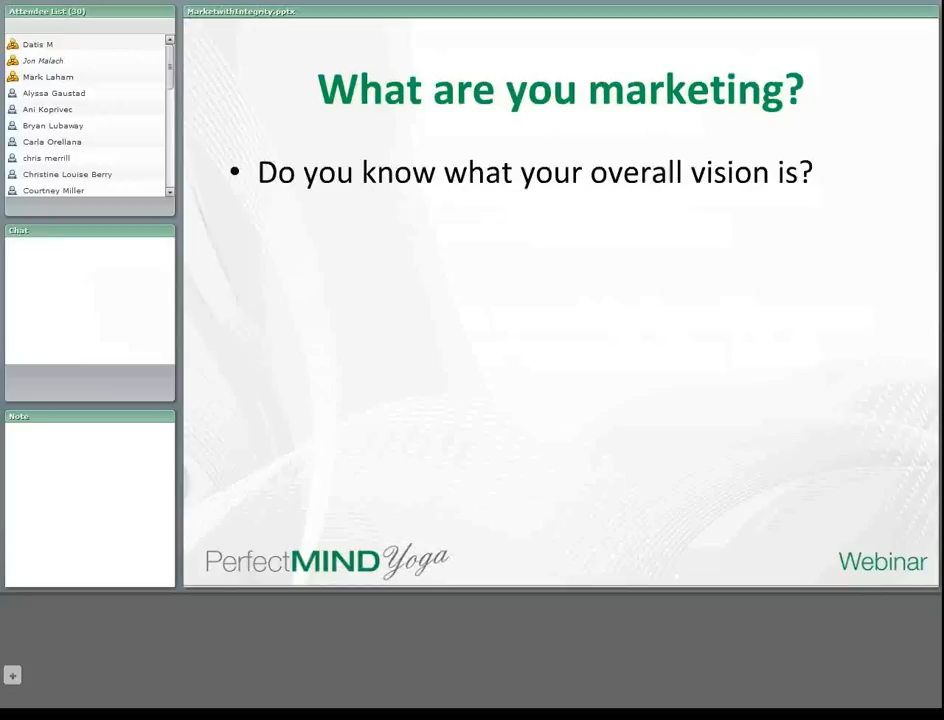 Attendee List (30)
Datis M
Jon Malach
Mark Laham
Alyssa Gaustad
Ani Koprivec
Bryan Lubaway
Carla Orellana
chris merrill
Christine Louise Berry
Courtney Miller
Chat
Note
MarketwithIntegrity.pptx
What are you marketing?
• Do you know what your overall vision is?
PerfectMIND Yoga
Webinar